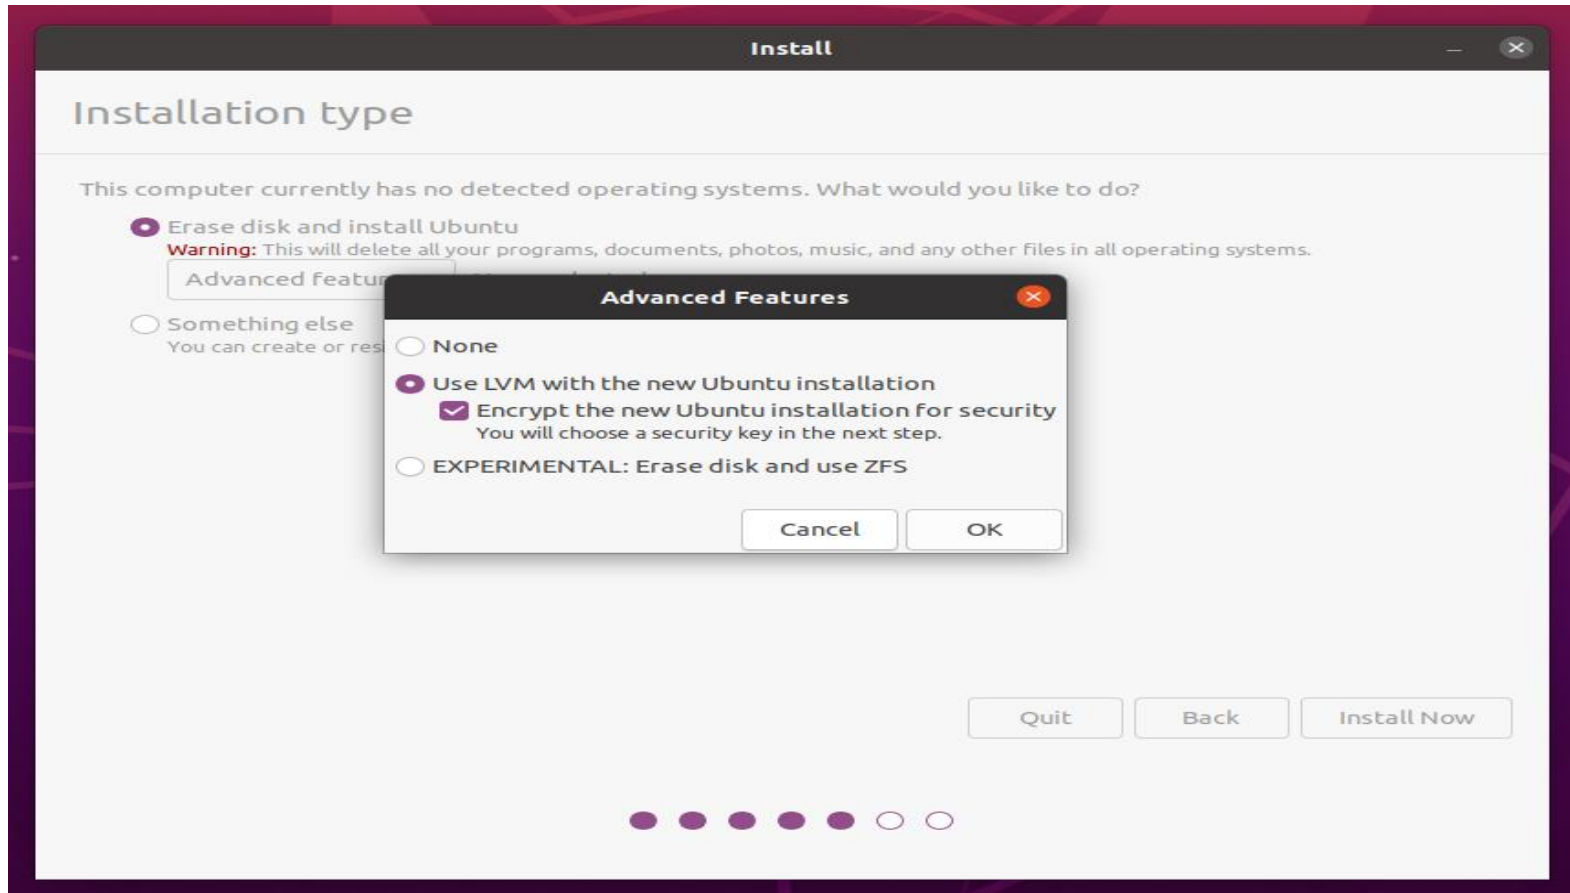 Install
Installation type
This computer currently has no detected operating systems. What would you like to do?
Erase disk and install Ubuntu
Warning: This will delete all your programs, documents, photos, music, and any other files in all operating systems.
Advanced featur
Something else
You can create or resi
Advanced Features
None
Use LVM with the new Ubuntu installation
Encrypt the new Ubuntu installation for security
You will choose a security key in the next step.
EXPERIMENTAL: Erase disk and use ZFS
Cancel OK
Quit Back Install Now